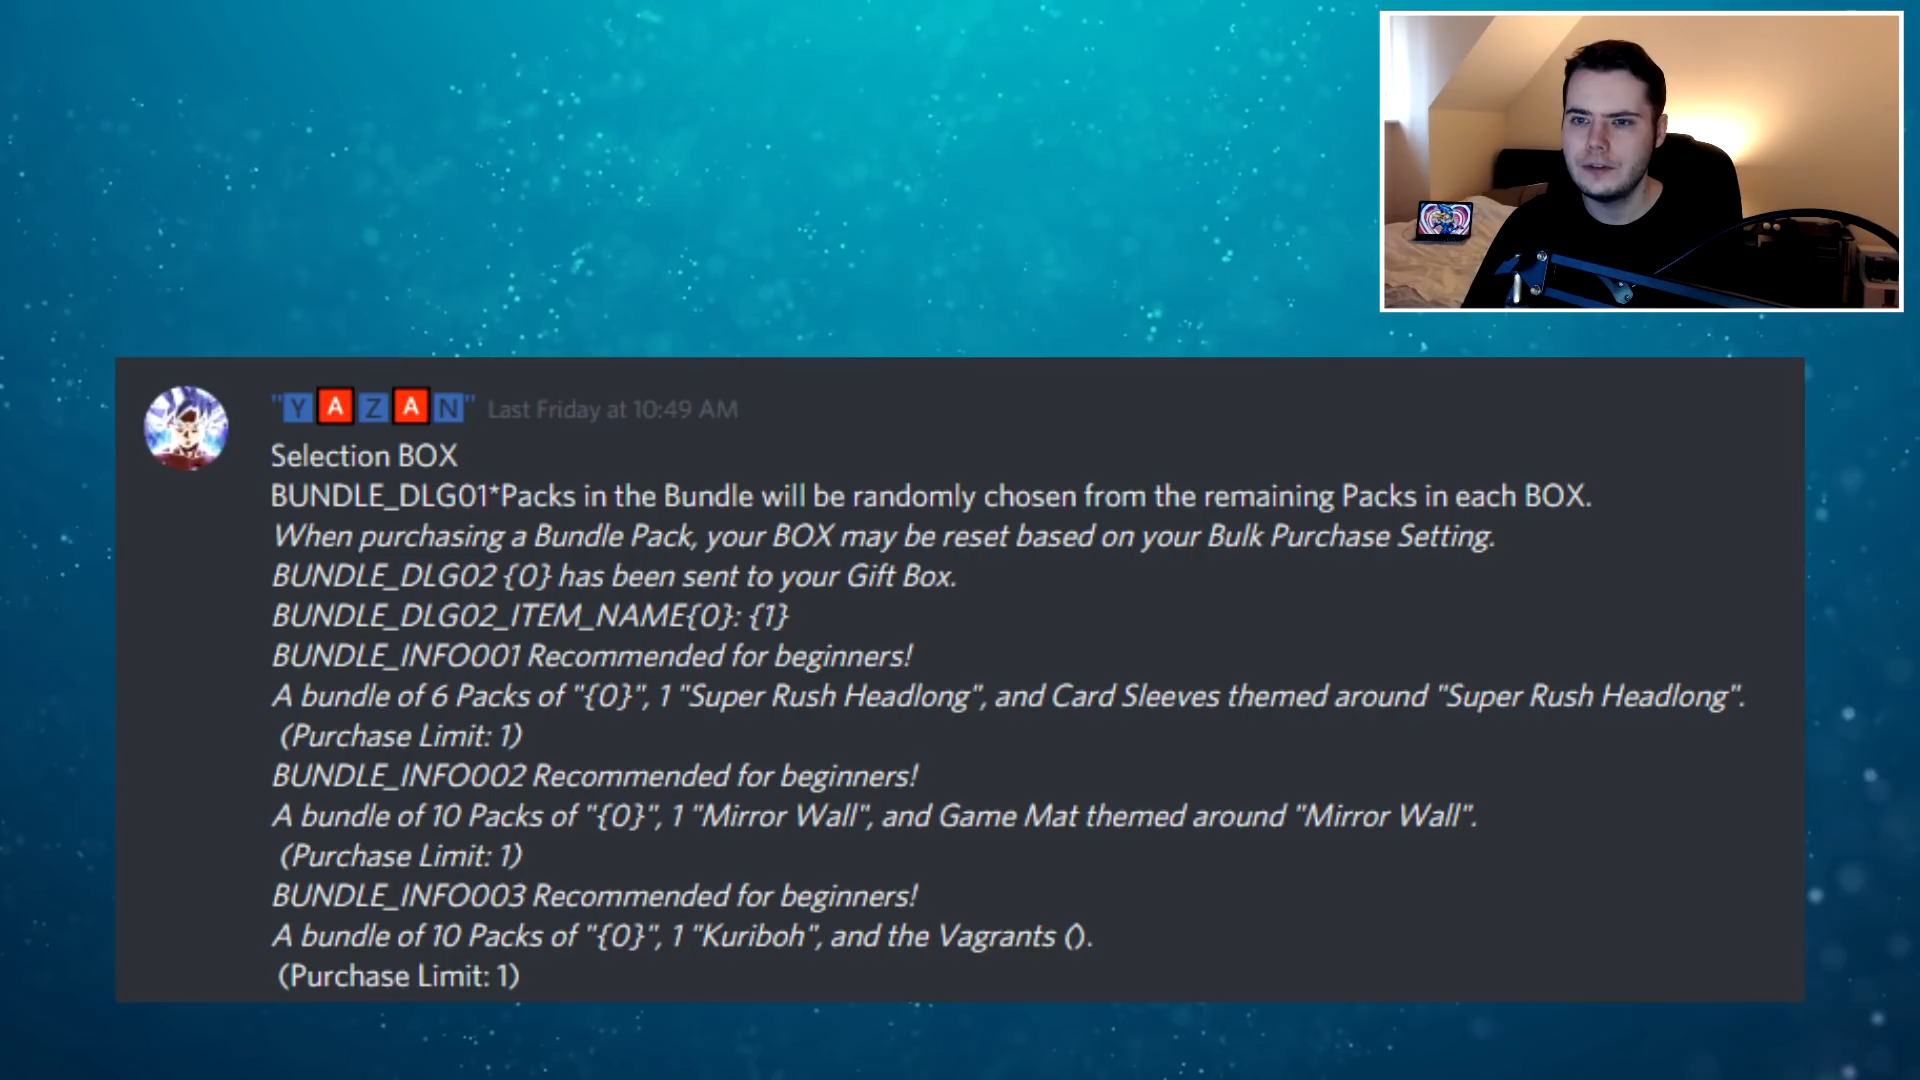 "YAZAN" Last Friday at 10:49 AM
Selection BOX
BUNDLE_DLG01*Packs in the Bundle will be randomly chosen from the remaining Packs in each BOX.
When purchasing a Bundle Pack, your BOX may be reset based on your Bulk Purchase Setting.
BUNDLE_DLG02 {0} has been sent to your Gift Box.
BUNDLE_DLG02_ITEM_NAME{0}: {1}
BUNDLE_INFO001 Recommended for beginners!
A bundle of 6 Packs of "{0}", 1 "Super Rush Headlong", and Card Sleeves themed around "Super Rush Headlong".
(Purchase Limit: 1)
BUNDLE_INFO002 Recommended for beginners!
A bundle of 10 Packs of "{0}", 1 "Mirror Wall", and Game Mat themed around "Mirror Wall".
(Purchase Limit: 1)
BUNDLE_INFO003 Recommended for beginners!
A bundle of 10 Packs of "{0}", 1 "Kuriboh", and the Vagrants ().
(Purchase Limit: 1)